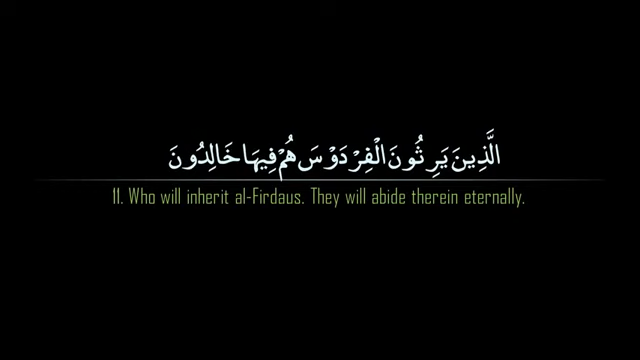 الَّذِينَ يَرِثُونَ الْفِرْدَوْسَ هُمْ فِيهَا خَالِدُونَ
11. Who will inherit al-Firdaus. They will abide therein eternally.